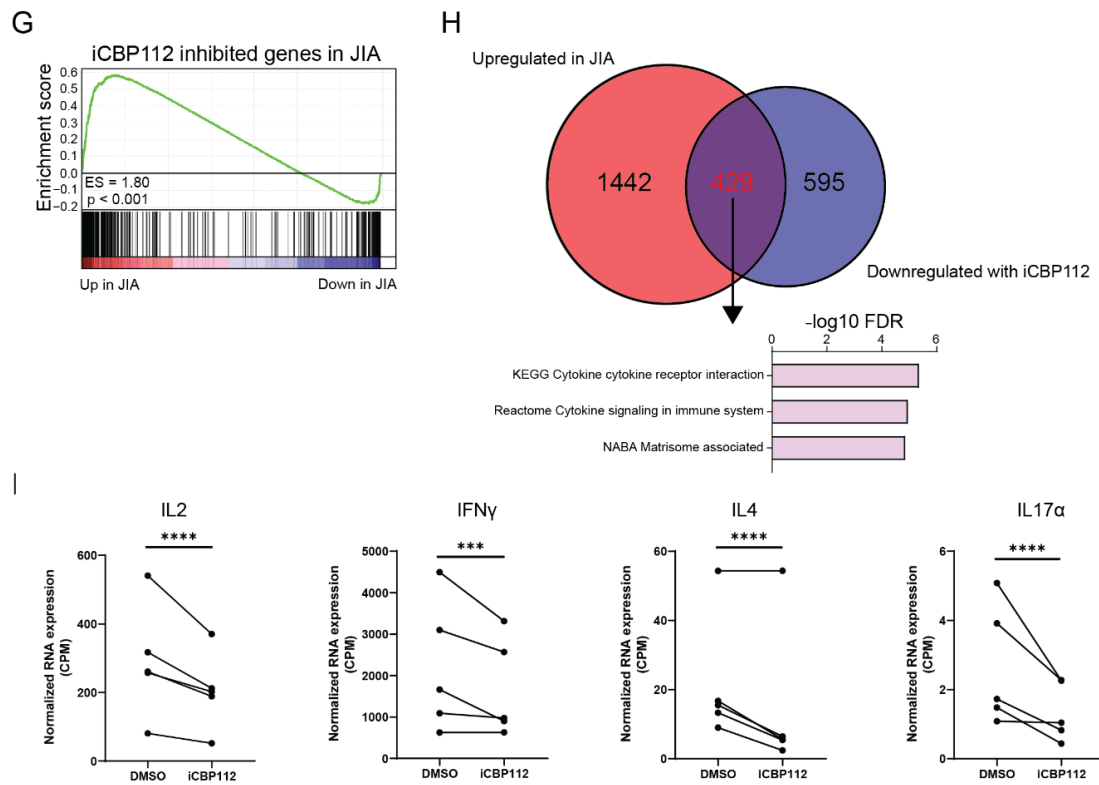 G
iCBP112 inhibited genes in JIA
Enrichment score
0.6
0.5
0.4
0.3
0.2
0.1
0.0
−0.1
−0.2
ES = 1.80
p < 0.001
Up in JIA
Down in JIA
H
Upregulated in JIA
1442
429
595
Downregulated with iCBP112
-log10 FDR
0 2 4 6
KEGG Cytokine cytokine receptor interaction
Reactome Cytokine signaling in immune system
NABA Matrisome associated
I
IL2
****
Normalized RNA expression
(CPM)
600
400
200
0
DMSO iCBP112
IFNγ
***
Normalized RNA expression
(CPM)
5000
4000
3000
2000
1000
0
DMSO iCBP112
IL4
****
Normalized RNA expression
(CPM)
60
40
20
0
DMSO iCBP112
IL17α
****
Normalized RNA expression
(CPM)
6
4
2
0
DMSO iCBP112